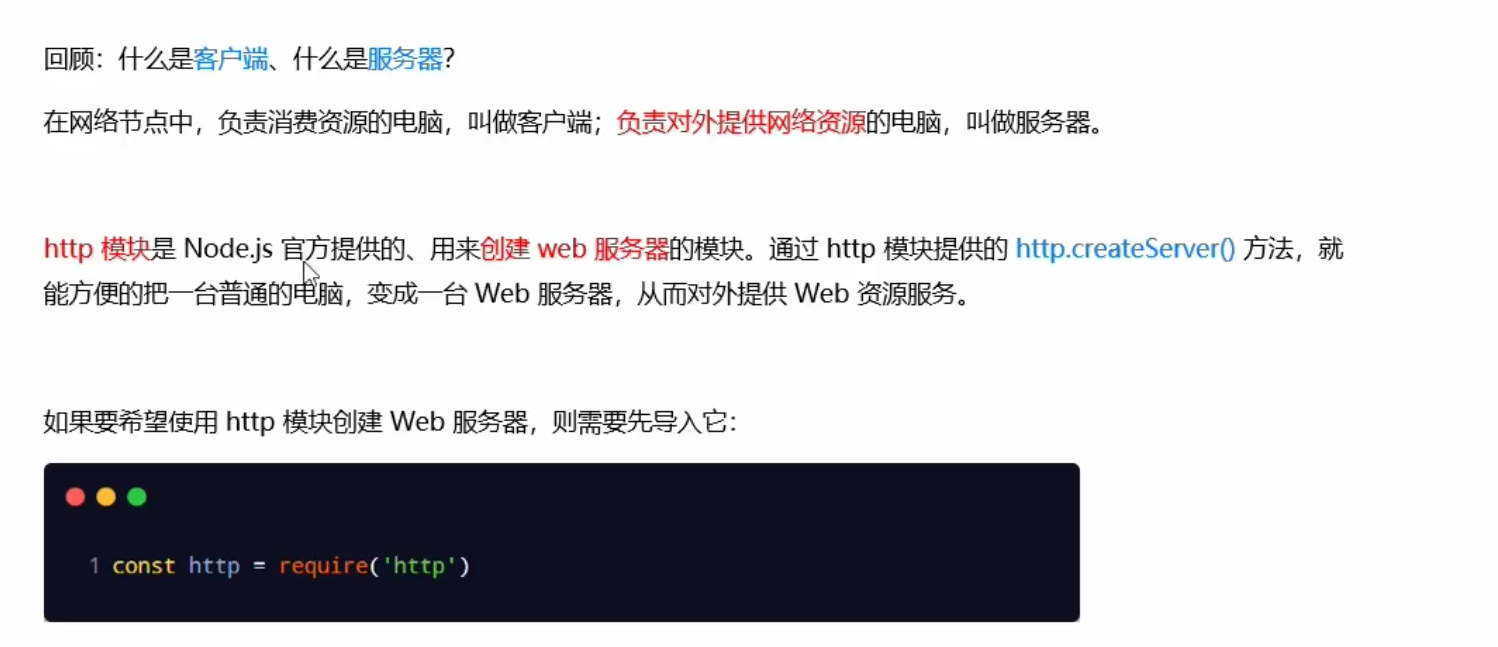 回顾：什么是客户端、什么是服务器？
在网络节点中，负责消费资源的电脑，叫做客户端；负责对外提供网络资源的电脑，叫做服务器。
http 模块是 Node.js 官方提供的、用来创建 web 服务器的模块。通过 http 模块提供的 http.createServer() 方法，就
能方便的把一台普通的电脑，变成一台 Web 服务器，从而对外提供 Web 资源服务。
如果要希望使用 http 模块创建 Web 服务器，则需要先导入它：
1 const http = require('http')